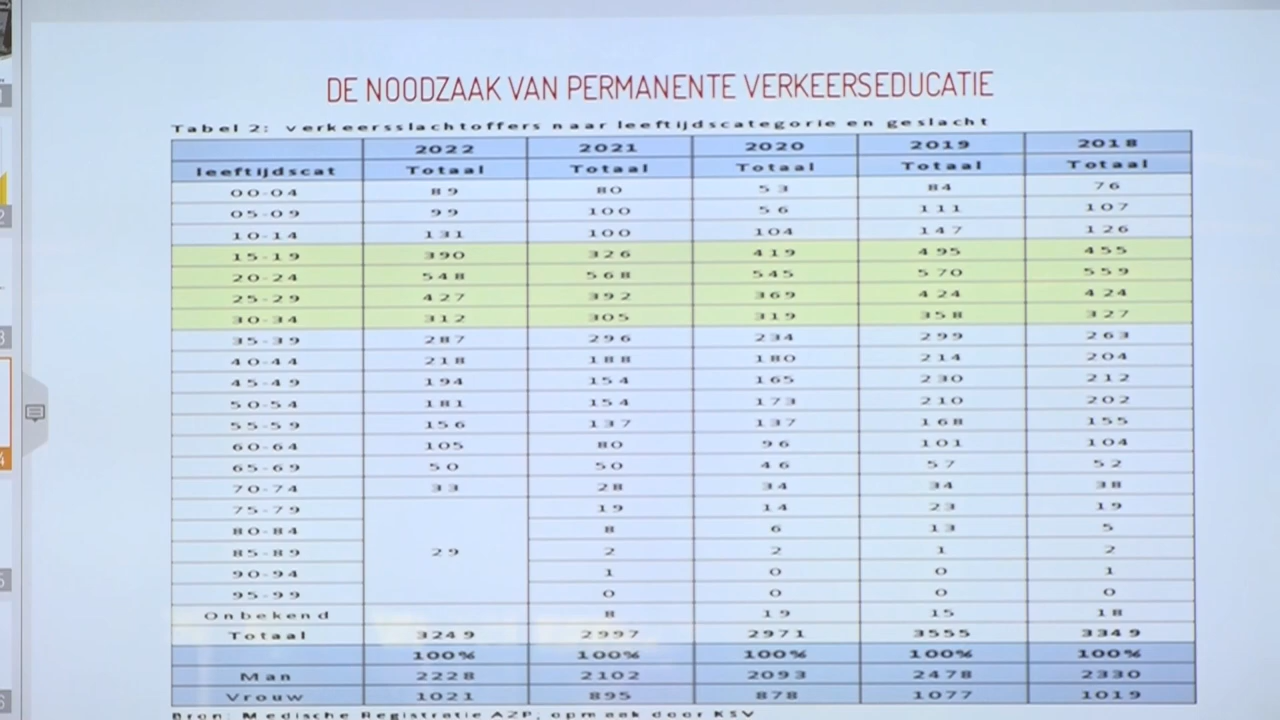 DE NOODZAAK VAN PERMANENTE VERKEERSEDUCATIE
Tabel 2: verkeersslachtoffers naar leeftijdscategorie en geslacht
2022 2021 2020 2019 2018
leeftijdscat Totaal Totaal Totaal Totaal Totaal
00-04 89 80 53 84 76
05-09 99 100 56 111 107
10-14 131 100 104 147 126
15-19 390 326 419 495 455
20-24 548 568 545 570 559
25-29 427 392 369 424 424
30-34 312 305 319 358 327
35-39 287 296 234 299 263
40-44 218 188 180 214 204
45-49 194 154 165 230 212
50-54 181 154 173 210 202
55-59 156 137 137 168 155
60-64 105 80 96 101 104
65-69 50 50 46 57 52
70-74 33 28 34 34 38
75-79 19 14 23 19
80-84 8 6 13 5
85-89 29 2 2 1 2
90-94 1 0 0 1
95-99 0 0 0 0
Onbekend 8 19 15 18
Totaal 3249 2997 2971 3555 3349
100% 100% 100% 100% 100%
Man 2228 2102 2093 2478 2330
Vrouw 1021 895 878 1077 1019
Bron: Medische Registratie AZP, opmaak door KSV